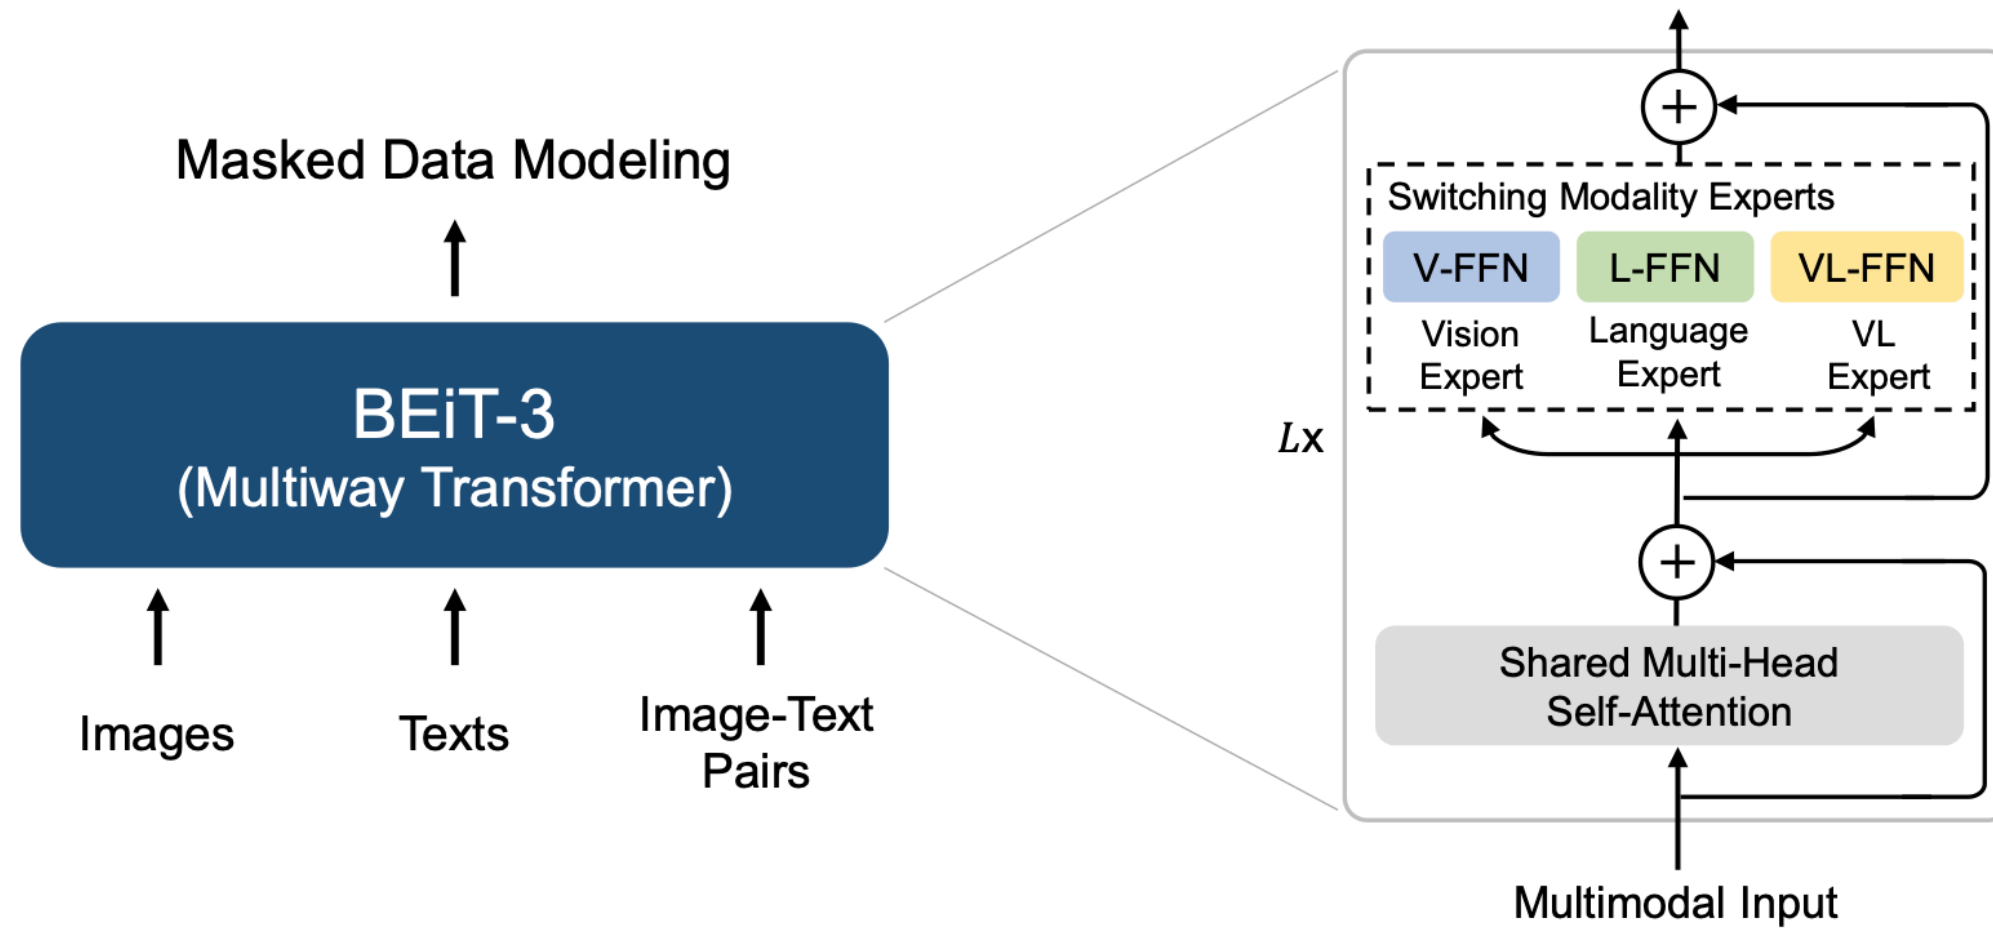 Masked Data Modeling
BEiT-3
(Multiway Transformer)
Images
Texts
Image-Text
Pairs
Lx
Switching Modality Experts
V-FFN
L-FFN
VL-FFN
Vision
Expert
Language
Expert
VL
Expert
Shared Multi-Head
Self-Attention
Multimodal Input